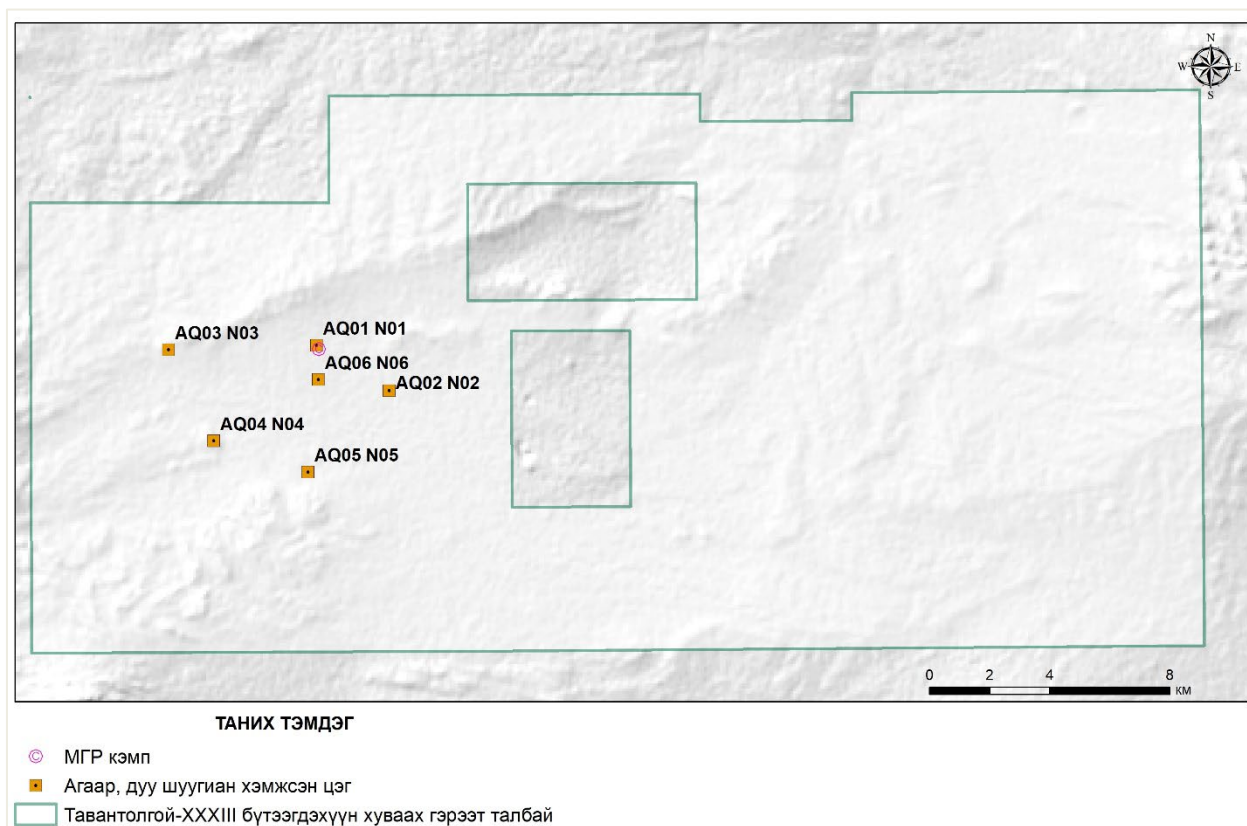 N
W E
S
AQ03 N03
AQ01 N01
AQ06 N06
AQ02 N02
AQ04 N04
AQ05 N05
0 2 4 8
КМ
ТАНИХ ТЭМДЭГ
© МГР кэмп
Агаар, дуу шуугиан хэмжсэн цэг
Тавантолгой-XXXIII бүтээгдэхүүн хуваах гэрээт талбай